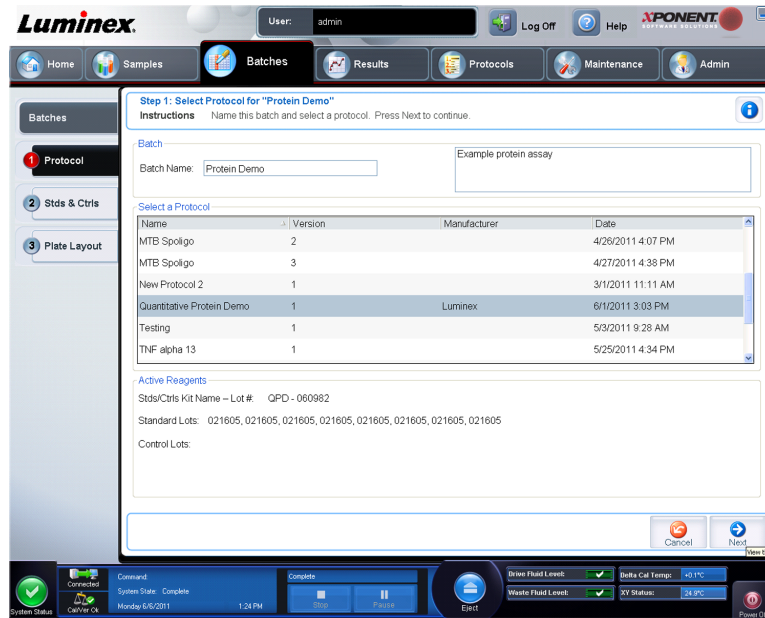 Luminex.
User: admin
Log Off
Help
XPONENT.
SOFTWARE SOLUTIONS
Home
Samples
Batches
Results
Protocols
Maintenance
Admin
Batches
1 Protocol
2 Stds & Ctrls
3 Plate Layout
Step 1: Select Protocol for "Protein Demo"
Instructions Name this batch and select a protocol. Press Next to continue.
Batch
Batch Name: Protein Demo
Example protein assay
Select a Protocol
Name Version Manufacturer Date
MTB Spoligo 2 4/26/2011 4:07 PM
MTB Spoligo 3 4/27/2011 4:38 PM
New Protocol 2 1 3/1/2011 11:11 AM
Quantitative Protein Demo 1 Luminex 6/1/2011 3:03 PM
Testing 1 5/3/2011 9:28 AM
TNF alpha 13 1 5/25/2011 4:34 PM
Active Reagents
Stds/Ctrls Kit Name – Lot #: QPD - 060982
Standard Lots: 021605, 021605, 021605, 021605, 021605, 021605, 021605, 021605
Control Lots:
Cancel
Next
View t
System Status
Connected
Cal/Ver Ok
Command:
System State: Complete
Monday 6/6/2011 1:24 PM
Complete
Stop
Pause
Eject
Drive Fluid Level:
Waste Fluid Level:
Delta Cal Temp: +0.1°C
XY Status: 24.9°C
Power O